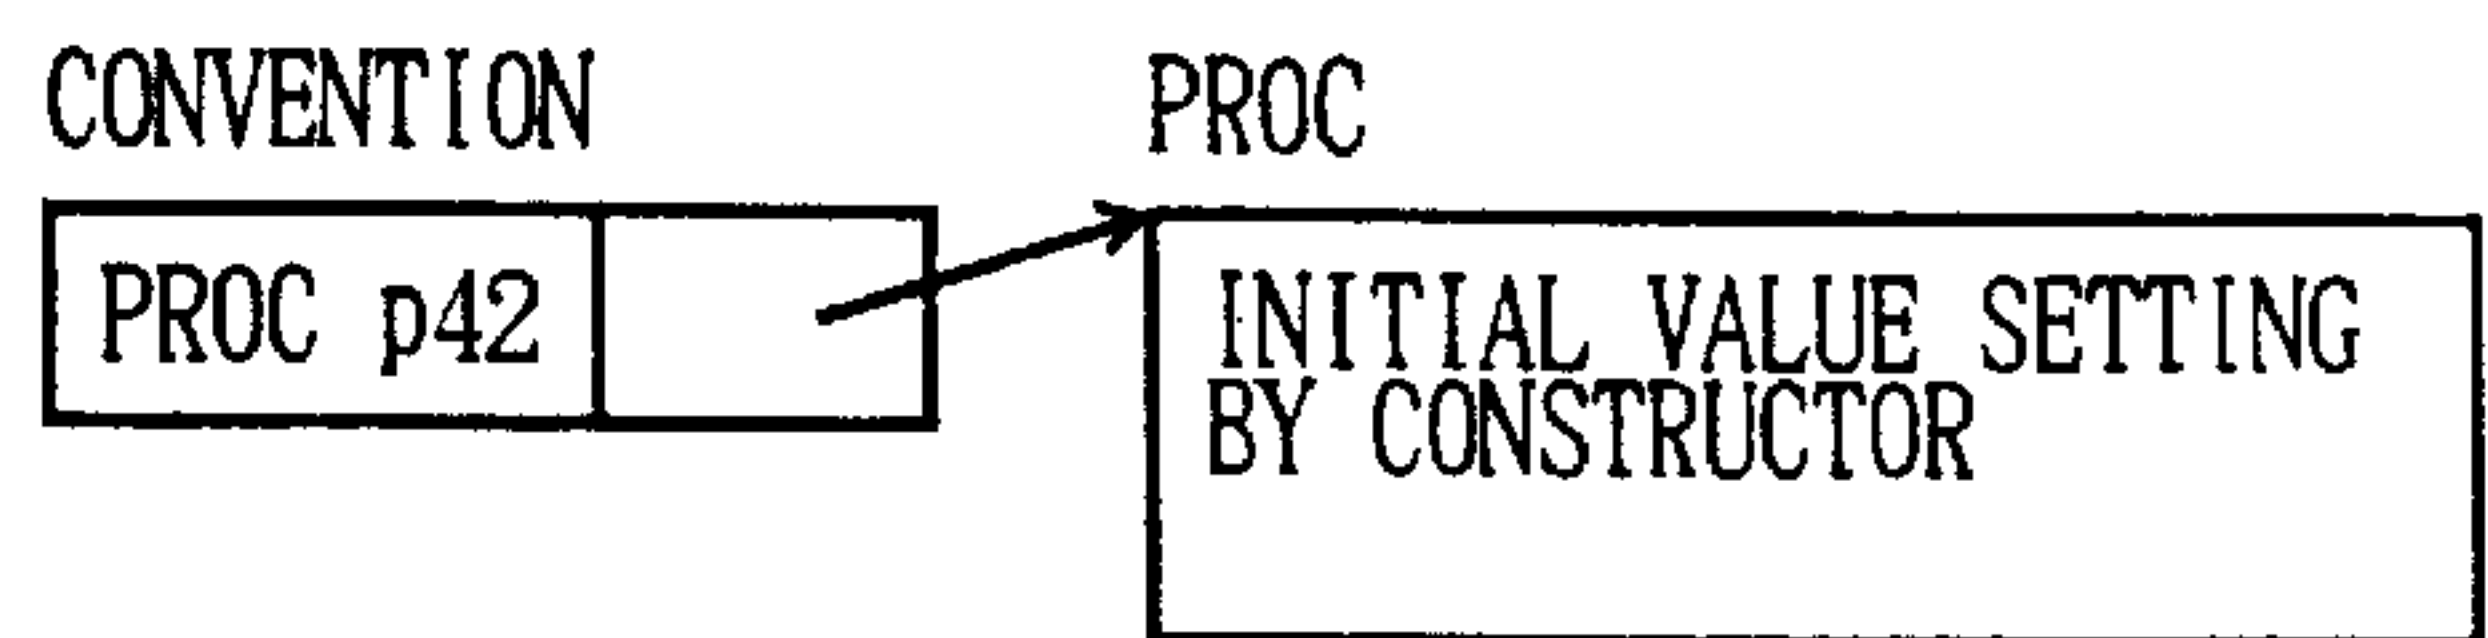 CONVENTION
PROC
PROC p42
INITIAL VALUE SETTING
BY CONSTRUCTOR